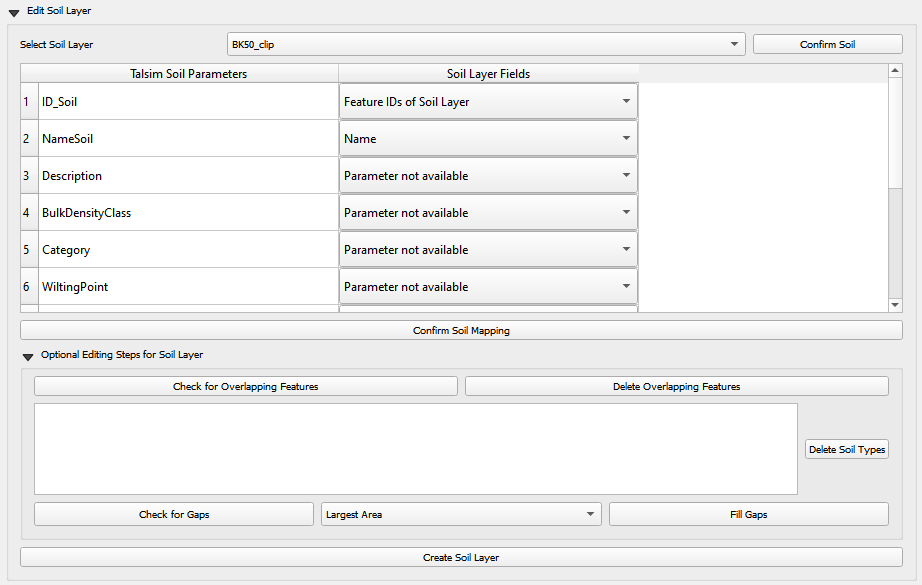 Edit Soil Layer
Select Soil Layer BK50_clip Confirm Soil
Talsim Soil Parameters Soil Layer Fields
1 ID_Soil Feature IDs of Soil Layer
2 NameSoil Name
3 Description Parameter not available
4 BulkDensityClass Parameter not available
5 Category Parameter not available
6 WiltingPoint Parameter not available
Confirm Soil Mapping
Optional Editing Steps for Soil Layer
Check for Overlapping Features Delete Overlapping Features
Delete Soil Types
Check for Gaps Largest Area Fill Gaps
Create Soil Layer